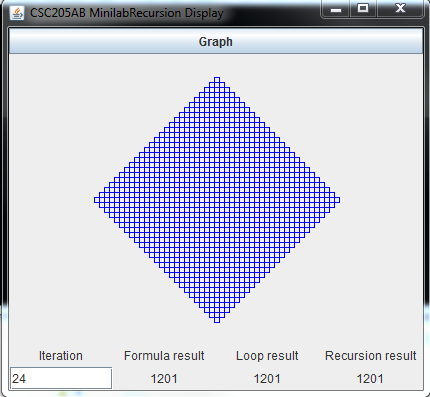 CSC205AB MinilabRecursion Display
Graph
Iteration Formula result Loop result Recursion result
24 1201 1201 1201